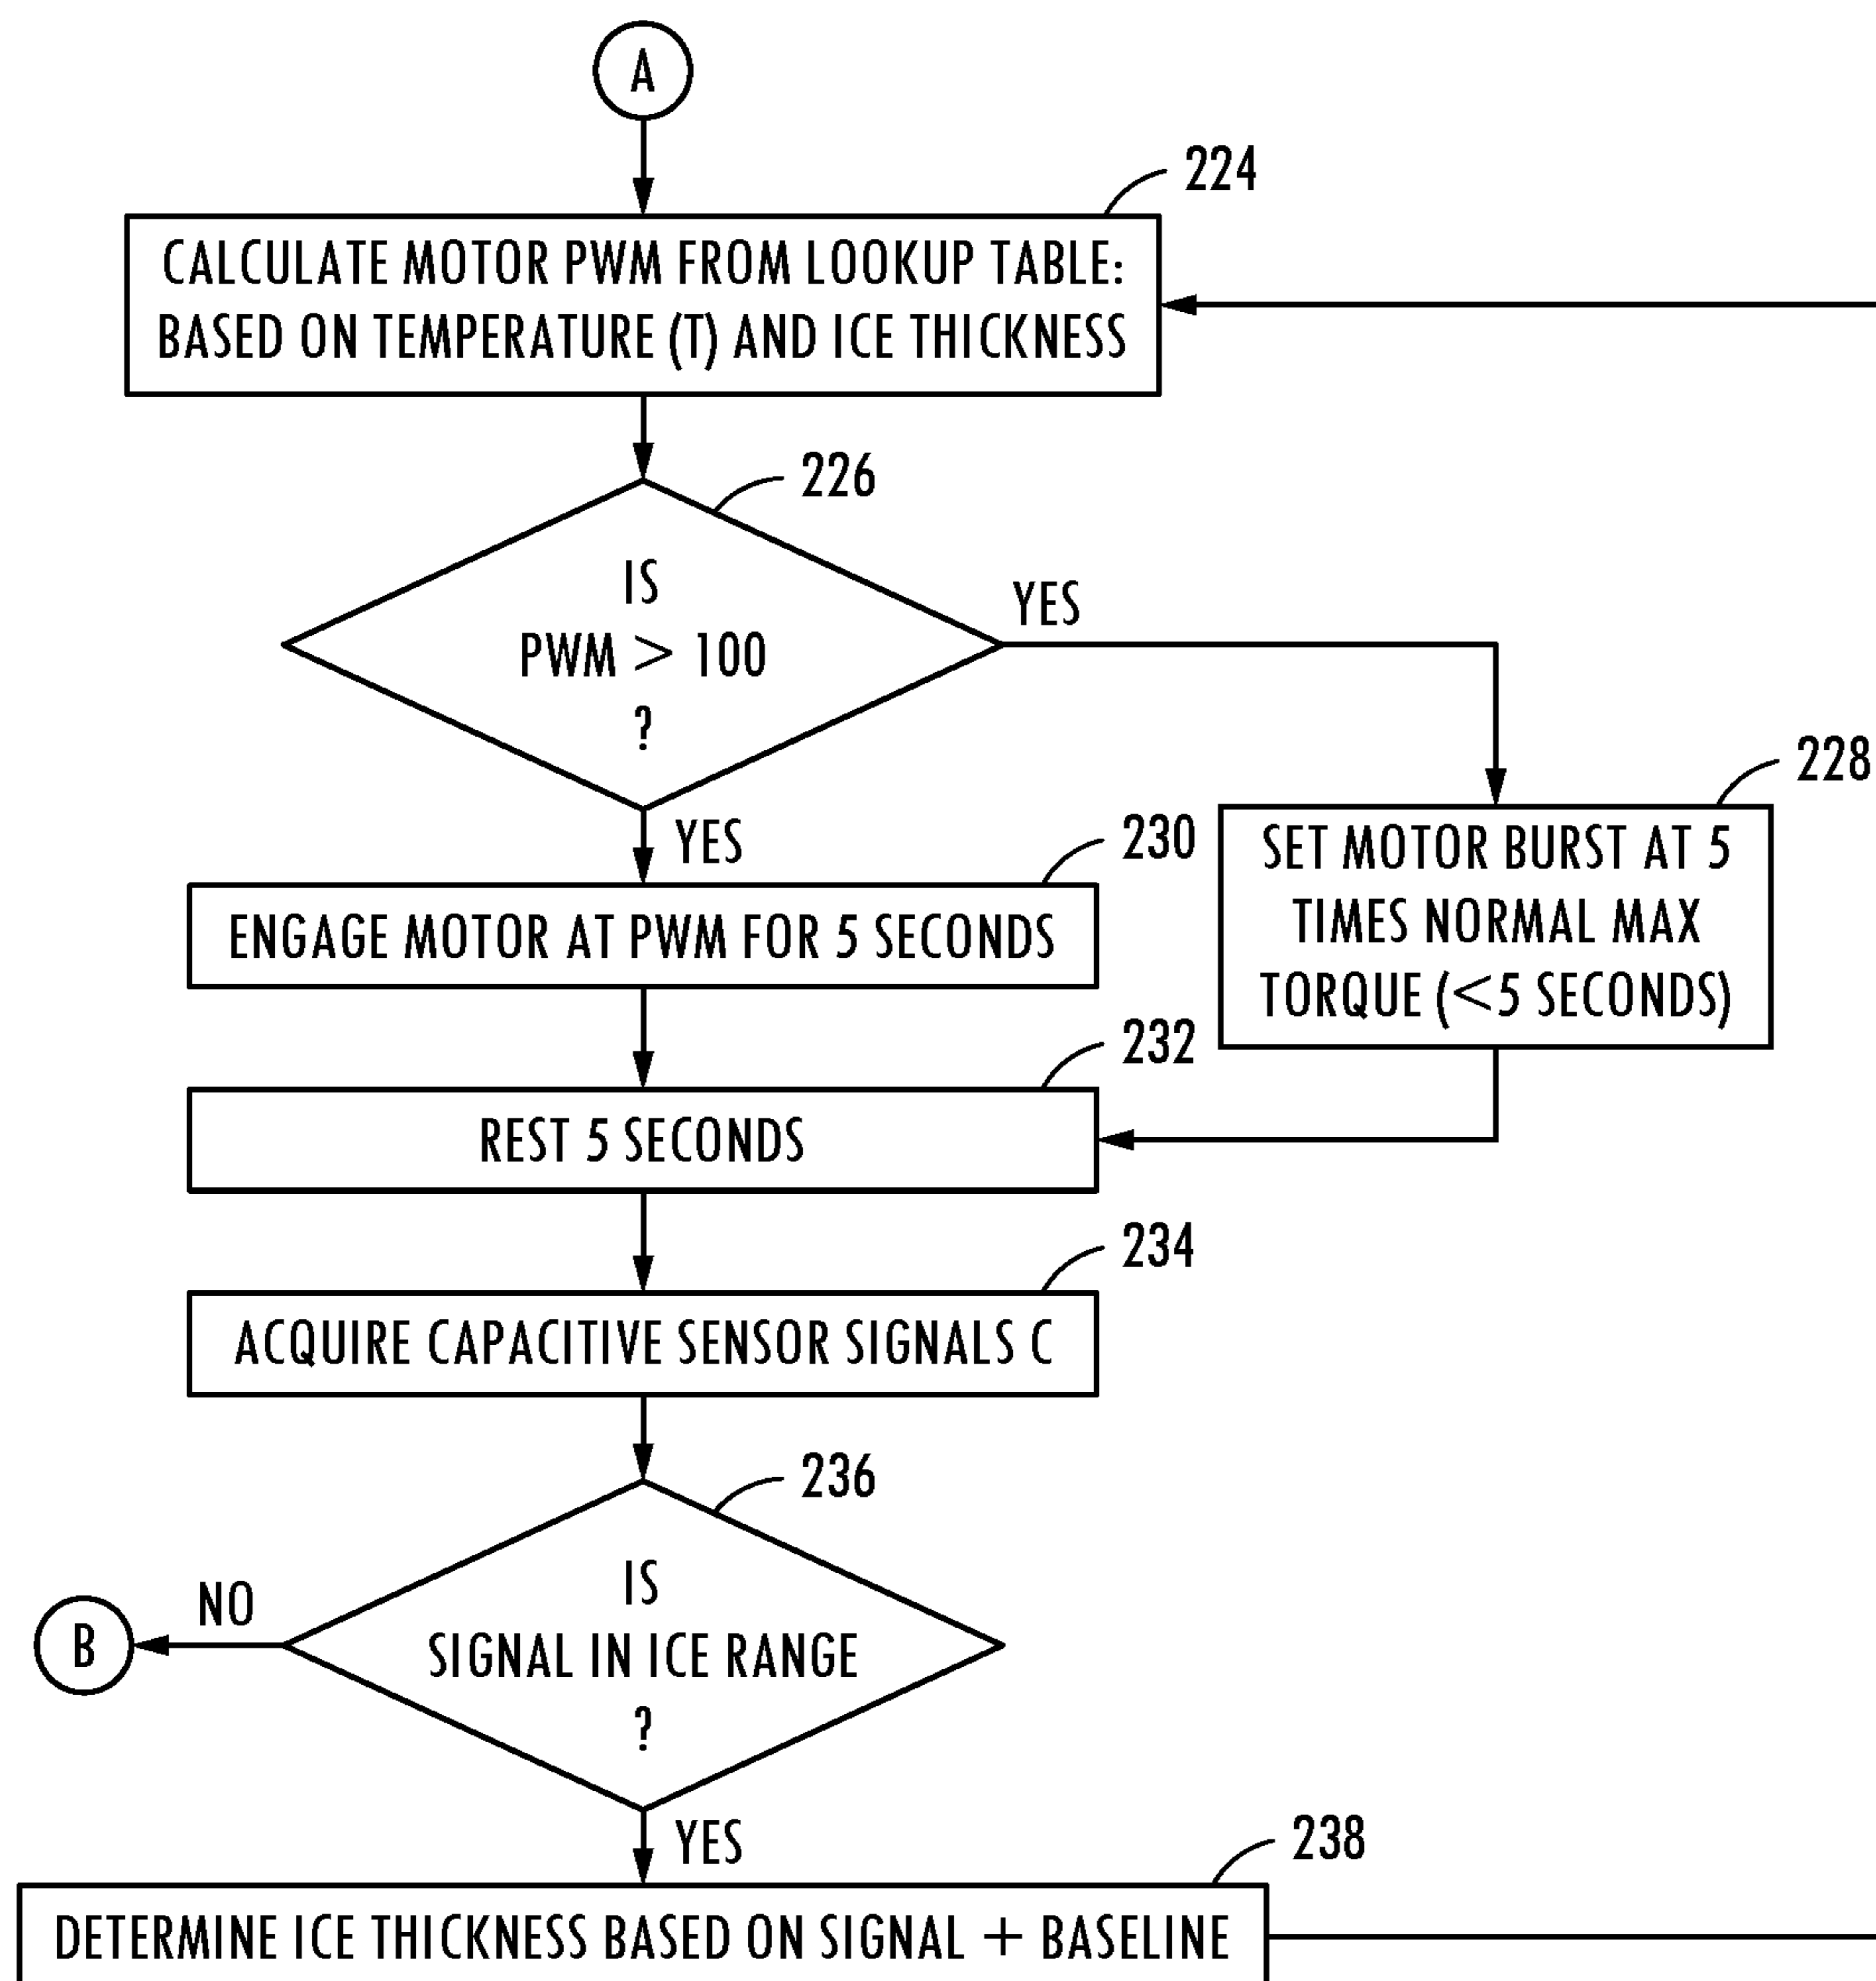 A
224
CALCULATE MOTOR PWM FROM LOOKUP TABLE:
BASED ON TEMPERATURE (T) AND ICE THICKNESS
226
IS
PWM > 100
?
YES
228
SET MOTOR BURST AT 5
TIMES NORMAL MAX
TORQUE (<5 SECONDS)
YES
230
ENGAGE MOTOR AT PWM FOR 5 SECONDS
232
REST 5 SECONDS
234
ACQUIRE CAPACITIVE SENSOR SIGNALS C
236
IS
SIGNAL IN ICE RANGE
?
NO
B
YES
238
DETERMINE ICE THICKNESS BASED ON SIGNAL + BASELINE